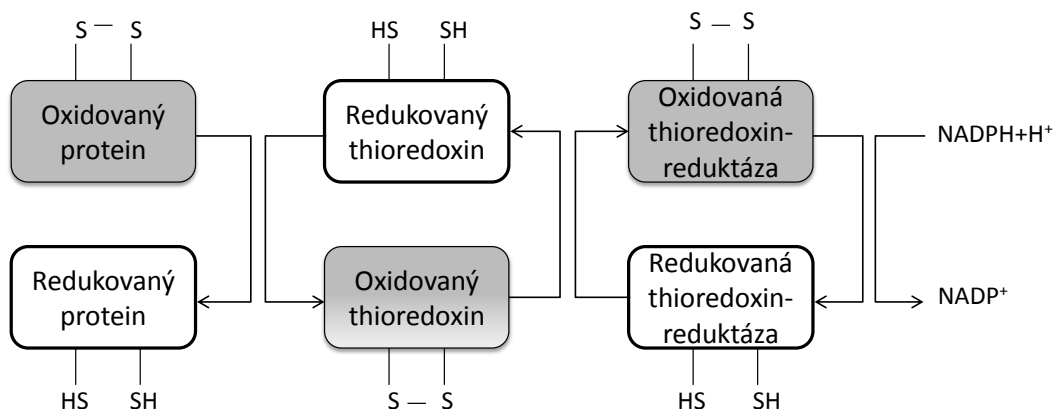 S — S
HS SH
S — S
Oxidovaný
protein
Redukovaný
thioredoxin
Oxidovaná
thioredoxin-
reduktáza
NADPH+H⁺
Redukovaný
protein
Oxidovaný
thioredoxin
Redukovaná
thioredoxin-
reduktáza
NADP⁺
HS SH
S — S
HS SH